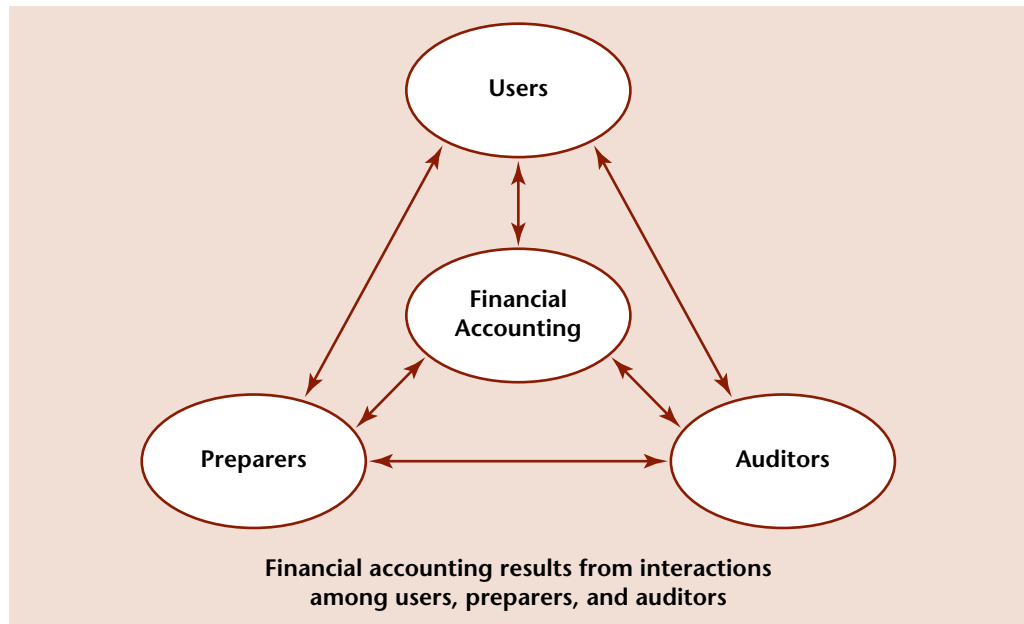 Users
Financial
Accounting
Preparers
Auditors
Financial accounting results from interactions
among users, preparers, and auditors